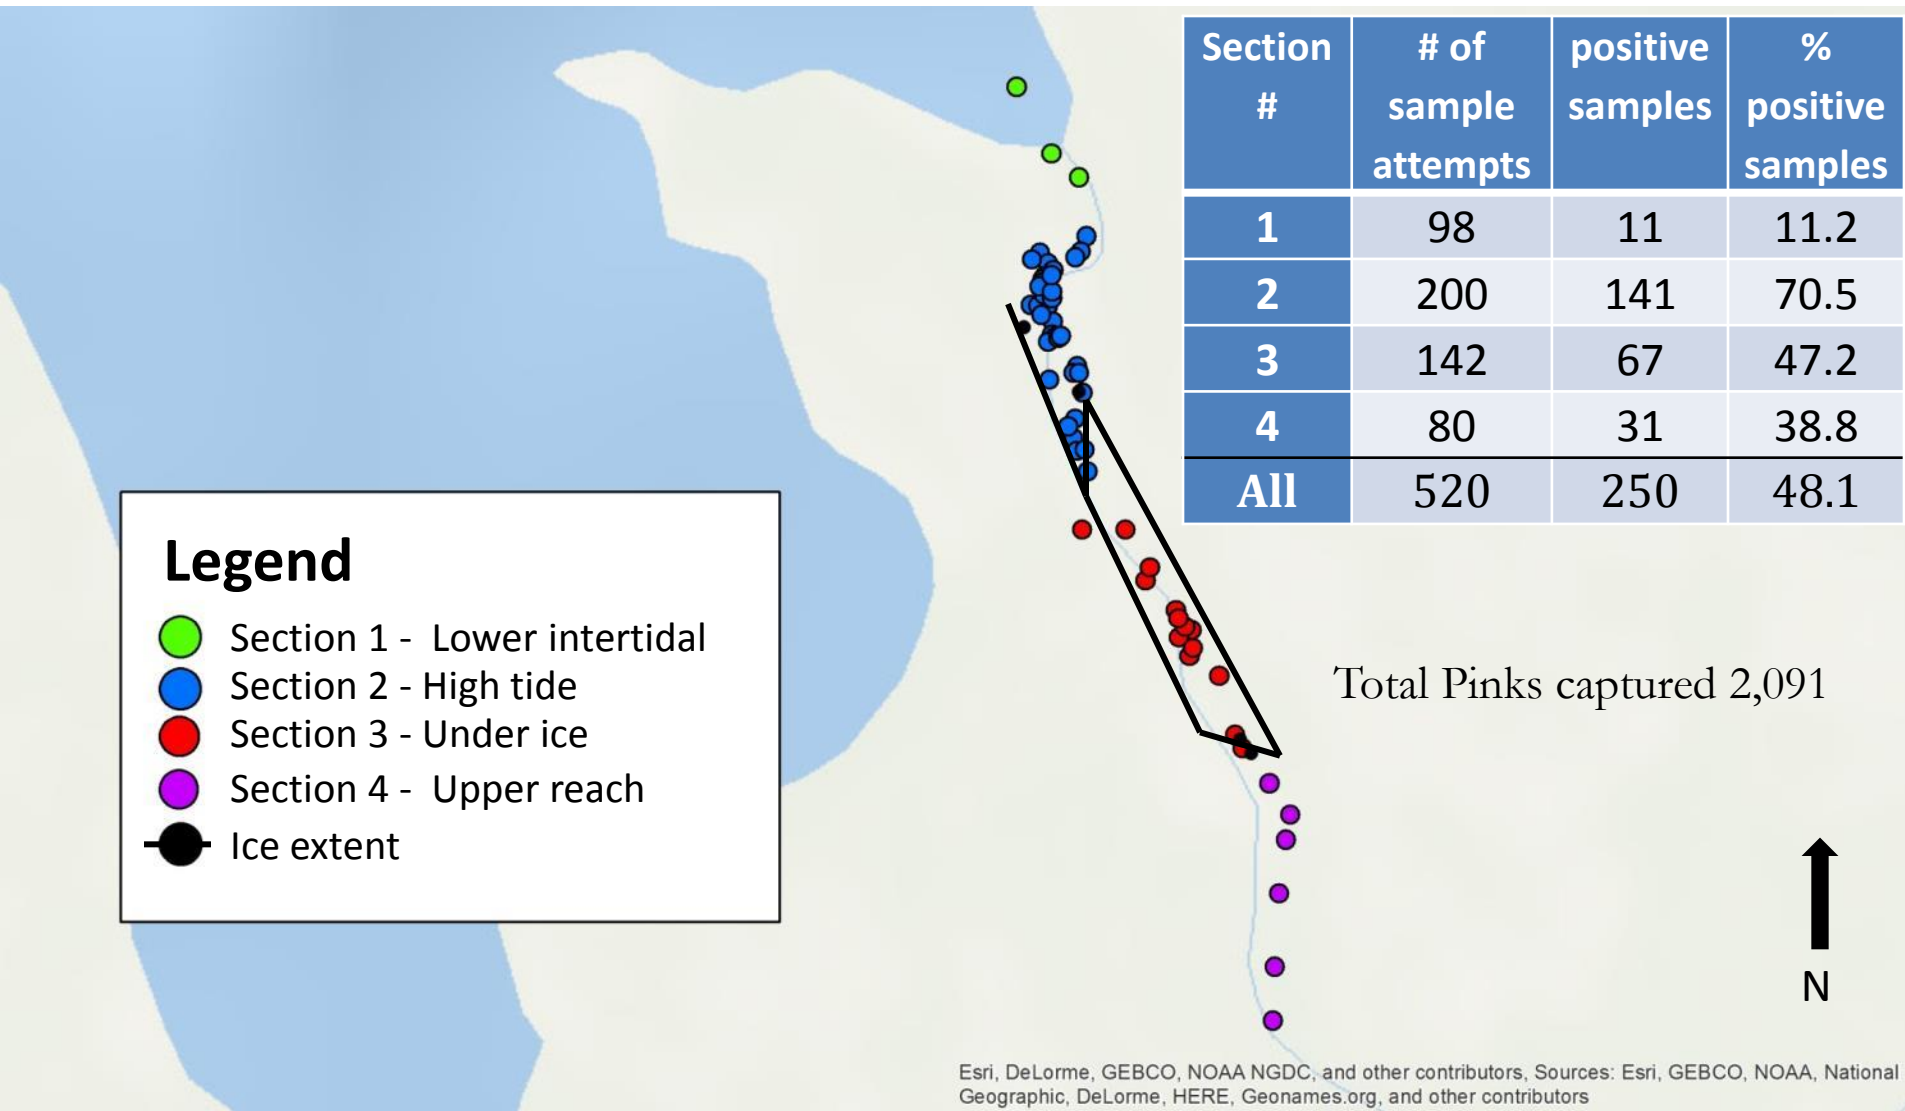 Section # # of sample attempts positive samples % positive samples
1 98 11 11.2
2 200 141 70.5
3 142 67 47.2
4 80 31 38.8
All 520 250 48.1
Legend
Section 1 - Lower intertidal
Section 2 - High tide
Section 3 - Under ice
Section 4 - Upper reach
Ice extent
Total Pinks captured 2,091
N
Esri, DeLorme, GEBCO, NOAA NGDC, and other contributors, Sources: Esri, GEBCO, NOAA, National
Geographic, DeLorme, HERE, Geonames.org, and other contributors